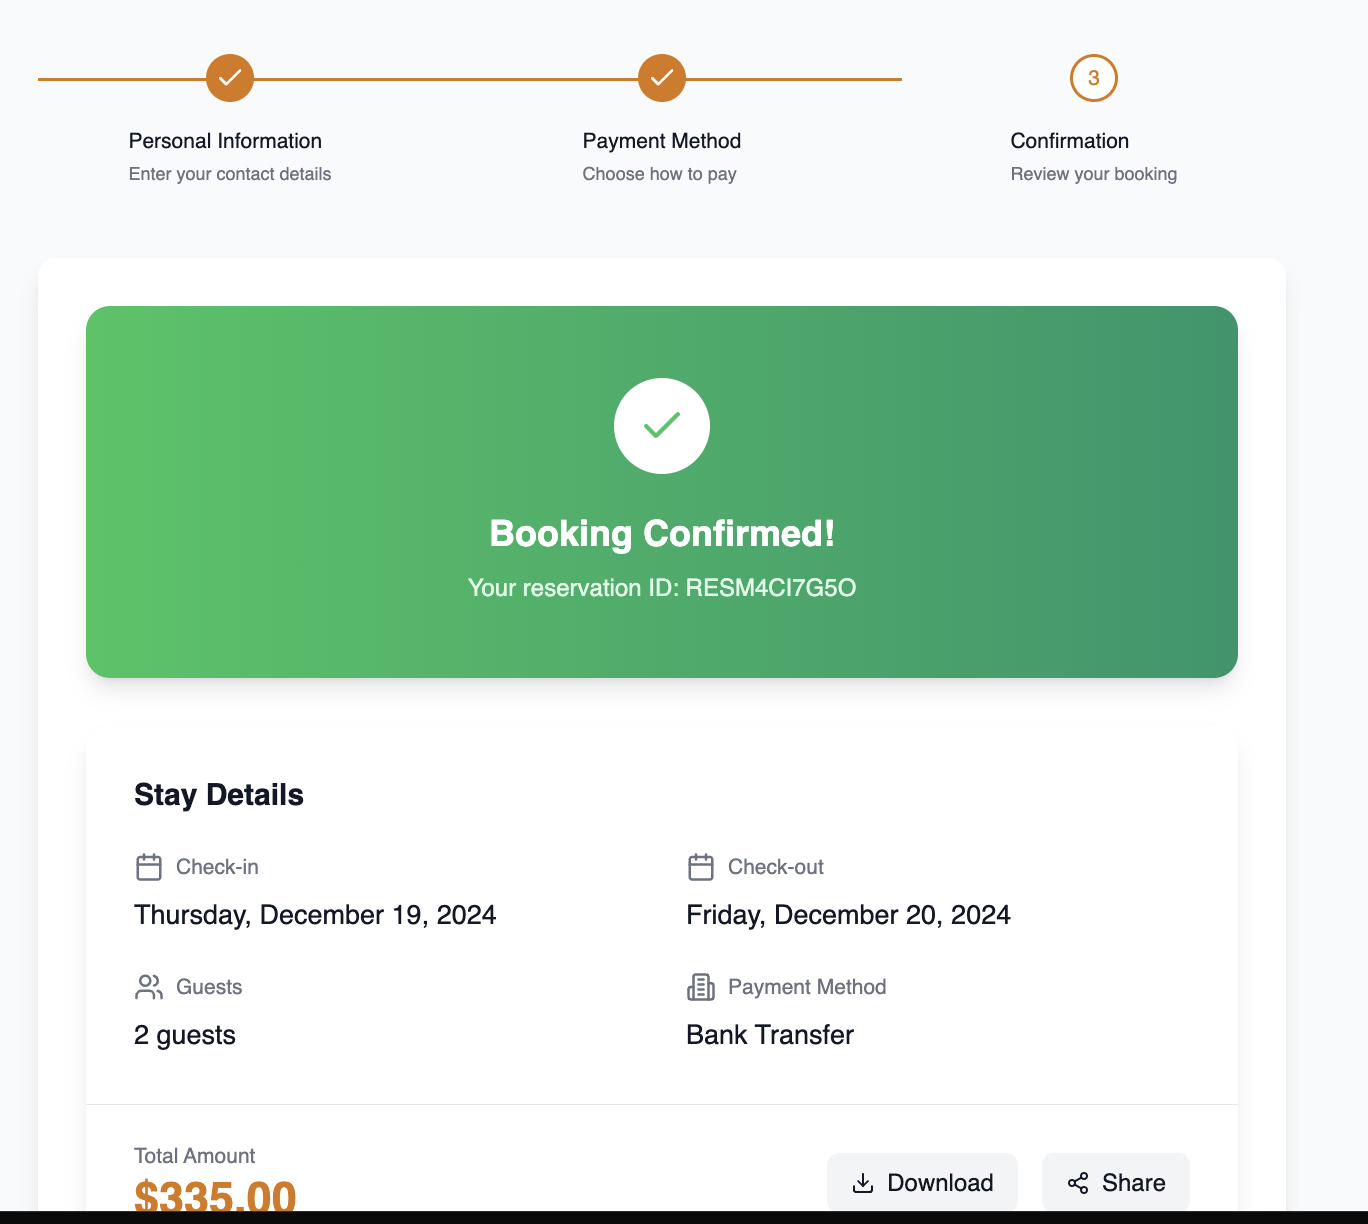 3
Personal Information
Enter your contact details
Payment Method
Choose how to pay
Confirmation
Review your booking
Booking Confirmed!
Your reservation ID: RESM4CI7G5O
Stay Details
Check-in
Thursday, December 19, 2024
Check-out
Friday, December 20, 2024
Guests
2 guests
Payment Method
Bank Transfer
Total Amount
$335.00
Download
Share